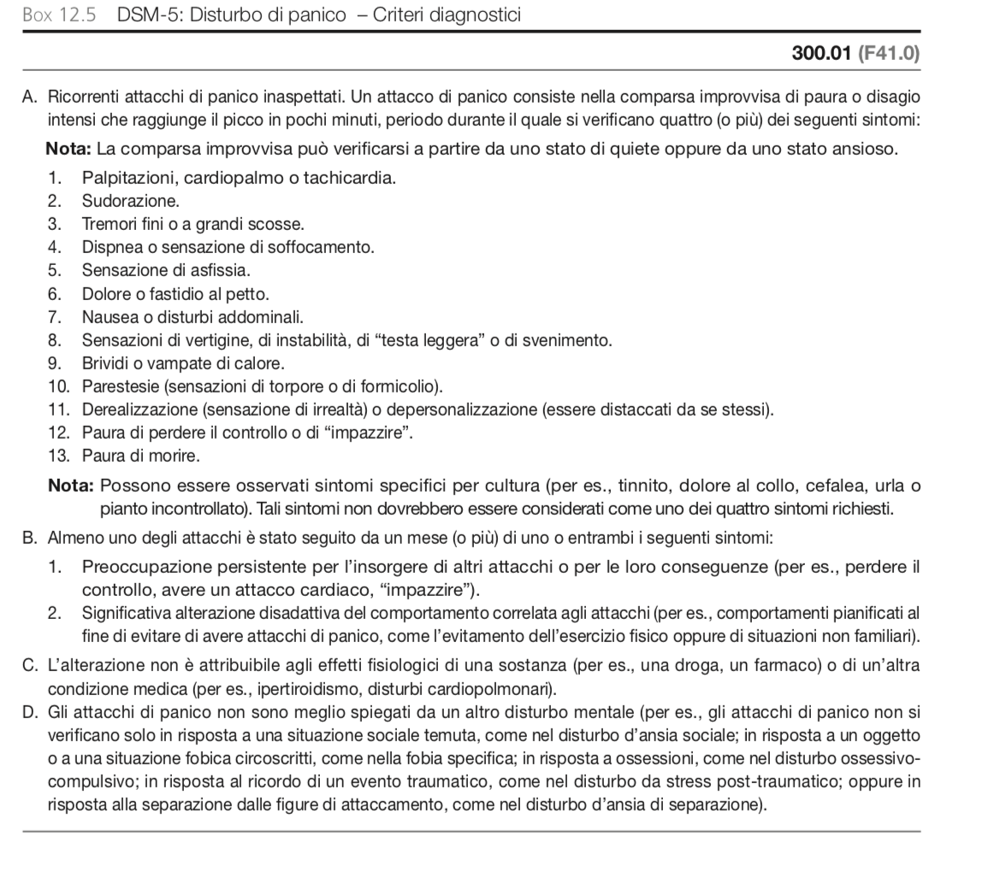 Box 12.5 DSM-5: Disturbo di panico – Criteri diagnostici
300.01 (F41.0)
A. Ricorrenti attacchi di panico inaspettati. Un attacco di panico consiste nella comparsa improvvisa di paura o disagio
intensi che raggiunge il picco in pochi minuti, periodo durante il quale si verificano quattro (o più) dei seguenti sintomi:
Nota: La comparsa improvvisa può verificarsi a partire da uno stato di quiete oppure da uno stato ansioso.
1. Palpitazioni, cardiopalmo o tachicardia.
2. Sudorazione.
3. Tremori fini o a grandi scosse.
4. Dispnea o sensazione di soffocamento.
5. Sensazione di asfissia.
6. Dolore o fastidio al petto.
7. Nausea o disturbi addominali.
8. Sensazioni di vertigine, di instabilità, di “testa leggera” o di svenimento.
9. Brividi o vampate di calore.
10. Parestesie (sensazioni di torpore o di formicolio).
11. Derealizzazione (sensazione di irrealtà) o depersonalizzazione (essere distaccati da se stessi).
12. Paura di perdere il controllo o di “impazzire”.
13. Paura di morire.
Nota: Possono essere osservati sintomi specifici per cultura (per es., tinnito, dolore al collo, cefalea, urla o
pianto incontrollato). Tali sintomi non dovrebbero essere considerati come uno dei quattro sintomi richiesti.
B. Almeno uno degli attacchi è stato seguito da un mese (o più) di uno o entrambi i seguenti sintomi:
1. Preoccupazione persistente per l’insorgere di altri attacchi o per le loro conseguenze (per es., perdere il
controllo, avere un attacco cardiaco, “impazzire”).
2. Significativa alterazione disadattiva del comportamento correlata agli attacchi (per es., comportamenti pianificati al
fine di evitare di avere attacchi di panico, come l’evitamento dell’esercizio fisico oppure di situazioni non familiari).
C. L’alterazione non è attribuibile agli effetti fisiologici di una sostanza (per es., una droga, un farmaco) o di un’altra
condizione medica (per es., ipertiroidismo, disturbi cardiopolmonari).
D. Gli attacchi di panico non sono meglio spiegati da un altro disturbo mentale (per es., gli attacchi di panico non si
verificano solo in risposta a una situazione sociale temuta, come nel disturbo d’ansia sociale; in risposta a un oggetto
o a una situazione fobica circoscritti, come nella fobia specifica; in risposta a ossessioni, come nel disturbo ossessivo-
compulsivo; in risposta al ricordo di un evento traumatico, come nel disturbo da stress post-traumatico; oppure in
risposta alla separazione dalle figure di attaccamento, come nel disturbo d’ansia di separazione).